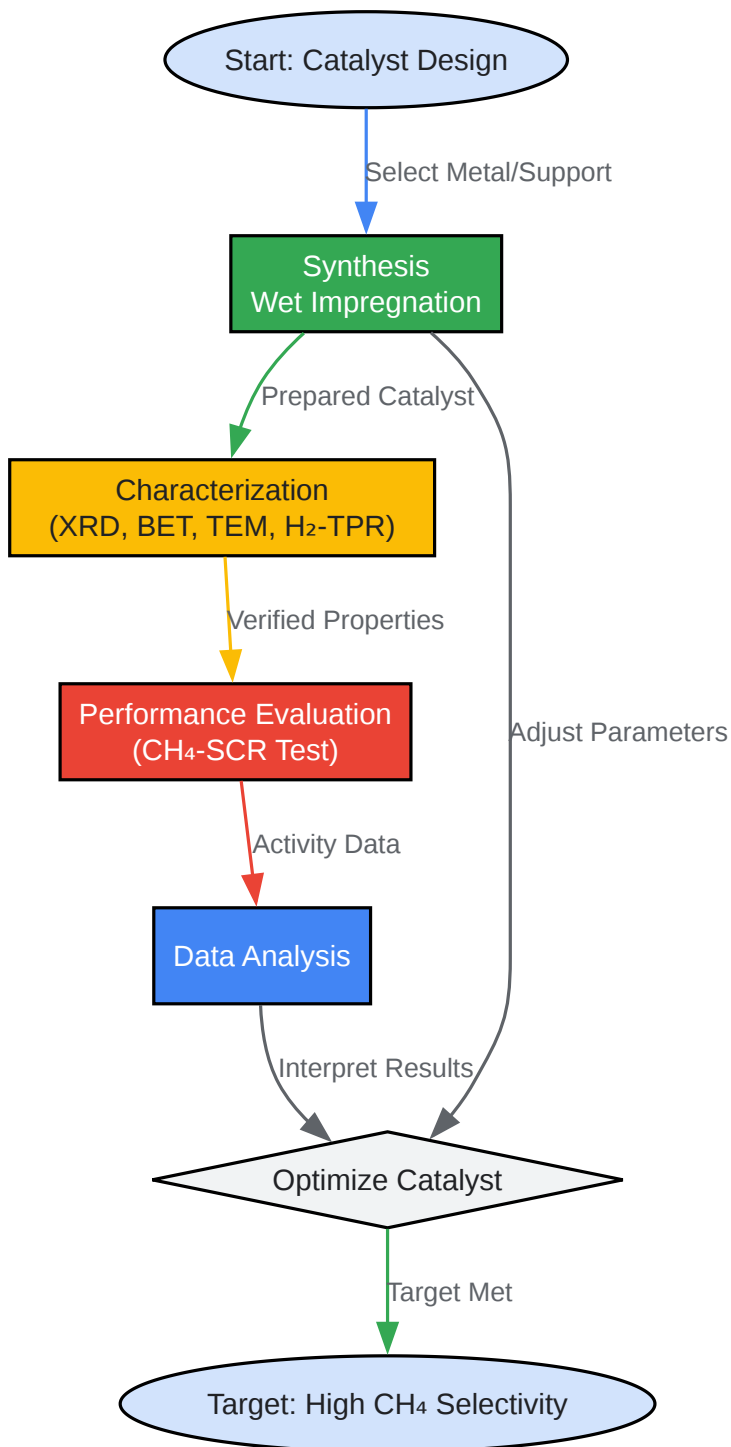 Start: Catalyst Design
Select Metal/Support
Synthesis
Wet Impregnation
Prepared Catalyst
Characterization
(XRD, BET, TEM, H₂-TPR)
Verified Properties
Performance Evaluation
(CH₄-SCR Test)
Adjust Parameters
Activity Data
Data Analysis
Interpret Results
Optimize Catalyst
Target Met
Target: High CH₄ Selectivity